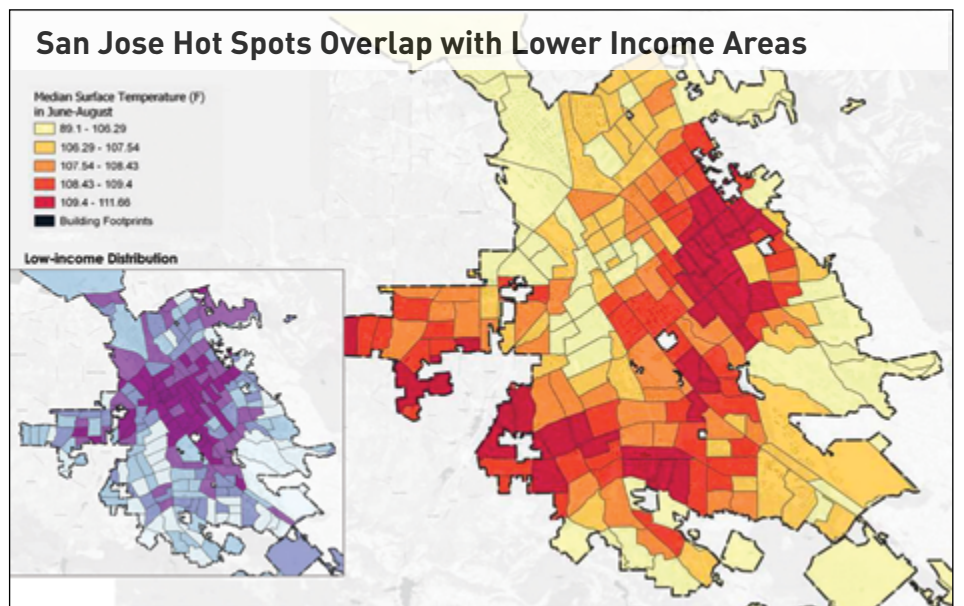 San Jose Hot Spots Overlap with Lower Income Areas
Median Surface Temperature (F)
in June-August
89.1 - 106.29
106.29 - 107.54
107.54 - 108.43
108.43 - 109.4
109.4 - 111.66
Building Footprints
Low-income Distribution